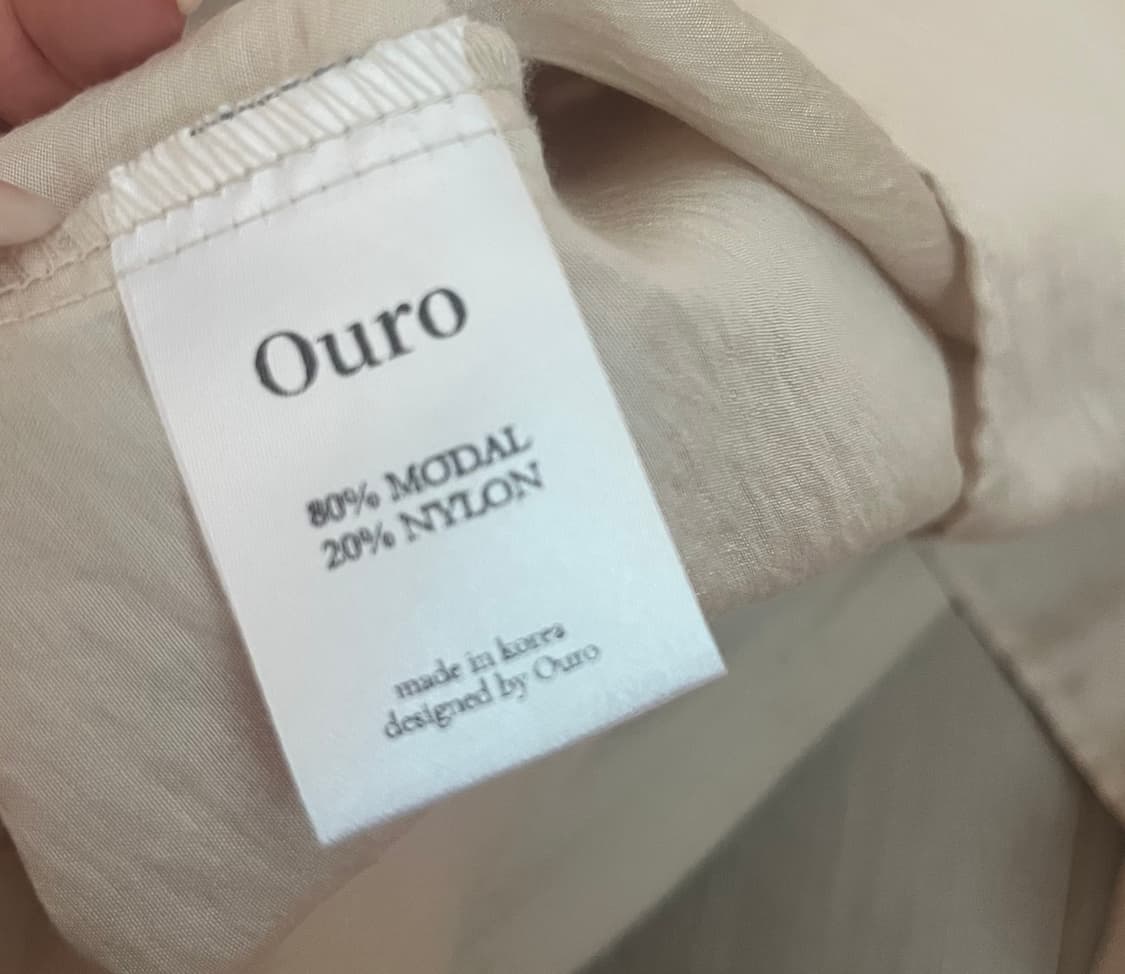 Ouro
80% MODAL
20% NYLON
made in korea
designed by Ouro